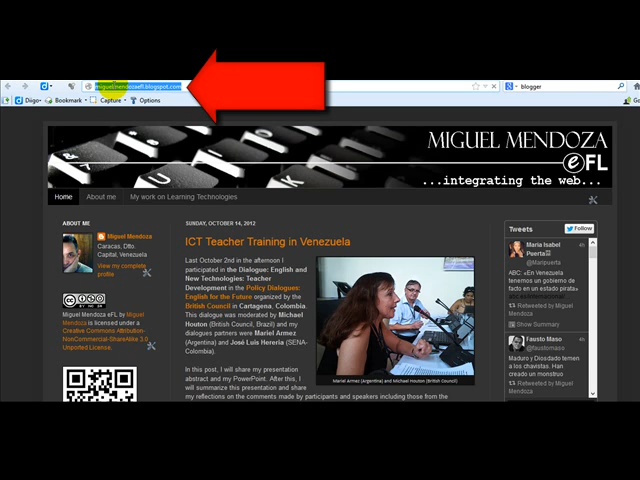 miguelmendozaefl.blogspot.com
blogger
Diigo
Bookmark
Capture
Options
MIGUEL MENDOZA
eFL
...integrating the web...
Home
About me
My work on Learning Technologies
ABOUT ME
Miguel Mendoza
Caracas, Dtto.
Capital, Venezuela
View my complete
profile
Miguel Mendoza eFL by Miguel
Mendoza is licensed under a
Creative Commons Attribution-
NonCommercial-ShareAlike 3.0
Unported License.
SUNDAY, OCTOBER 14, 2012
ICT Teacher Training in Venezuela
Last October 2nd in the afternoon I
participated in the Dialogue: English and
New Technologies: Teacher
Development in the Policy Dialogues:
English for the Future organized by the
British Council in Cartagena, Colombia.
This dialogue was moderated by Michael
Houton (British Council, Brazil) and my
dialogues partners were Mariel Armez
(Argentina) and José Luis Hereria (SENA-
Colombia).
Mariel Armez (Argentina) and Michael Houton (British Council)
In this post, I will share my presentation
abstract and my PowerPoint. After this, I
will summarize this presentation and share
my reflections on the comments made by participants and speakers including those from the
Tweets
Follow
Maria Isabel
Puerta
4h
@Maripuerta
ABC: «En Venezuela
tenemos un gobierno de
facto en un estado pirata»
Retweeted by Miguel
Mendoza
Show Summary
Fausto Maso
4h
@faustomaso
Maduro y Diosdado temen
a los chavistas. Han
creado un monstruo
Retweeted by Miguel
Mendoza